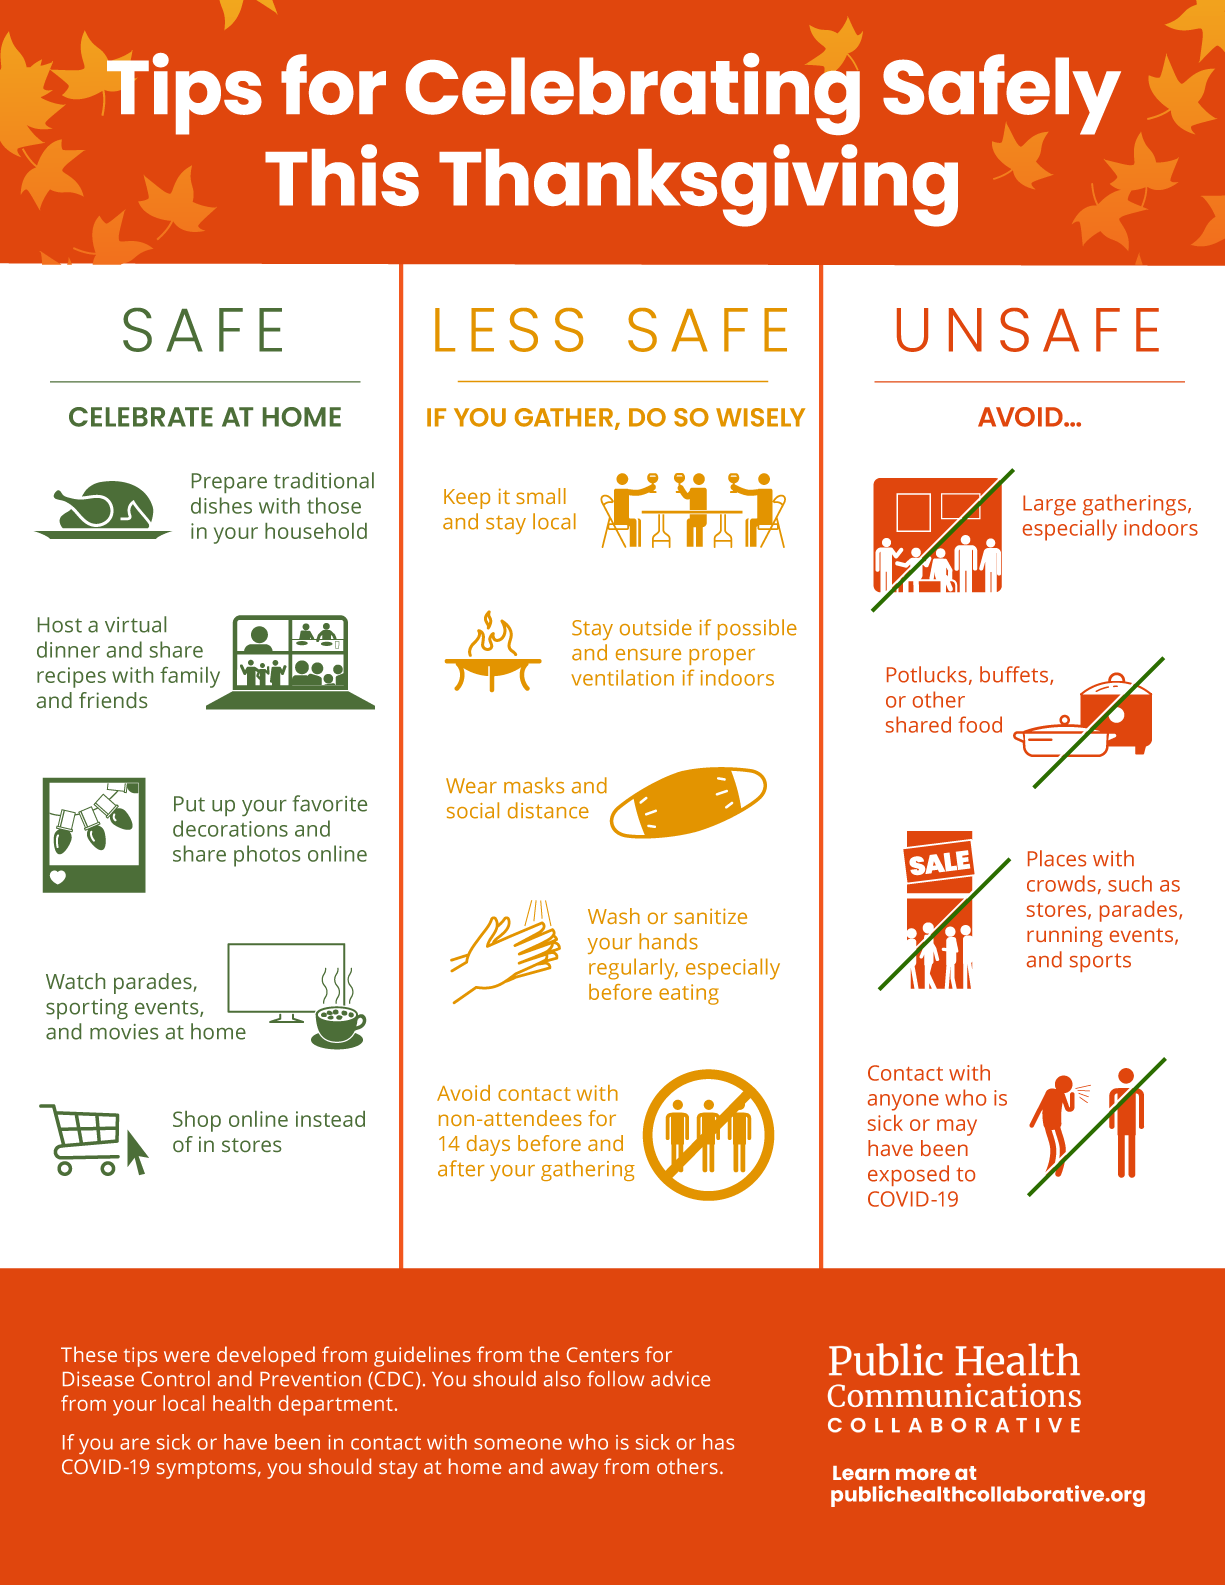 Tips for Celebrating Safely
This Thanksgiving
SAFE
CELEBRATE AT HOME
Prepare traditional
dishes with those
in your household
Host a virtual
dinner and share
recipes with family
and friends
Put up your favorite
decorations and
share photos online
Watch parades,
sporting events,
and movies at home
Shop online instead
of in stores
LESS SAFE
IF YOU GATHER, DO SO WISELY
Keep it small
and stay local
Stay outside if possible
and ensure proper
ventilation if indoors
Wear masks and
social distance
Wash or sanitize
your hands
regularly, especially
before eating
Avoid contact with
non-attendees for
14 days before and
after your gathering
UNSAFE
AVOID...
Large gatherings,
especially indoors
Potlucks, buffets,
or other
shared food
SALE
Places with
crowds, such as
stores, parades,
running events,
and sports
Contact with
anyone who is
sick or may
have been
exposed to
COVID-19
These tips were developed from guidelines from the Centers for
Disease Control and Prevention (CDC). You should also follow advice
from your local health department.
If you are sick or have been in contact with someone who is sick or has
COVID-19 symptoms, you should stay at home and away from others.
Public Health
Communications
COLLABORATIVE
Learn more at
publichealthcollaborative.org